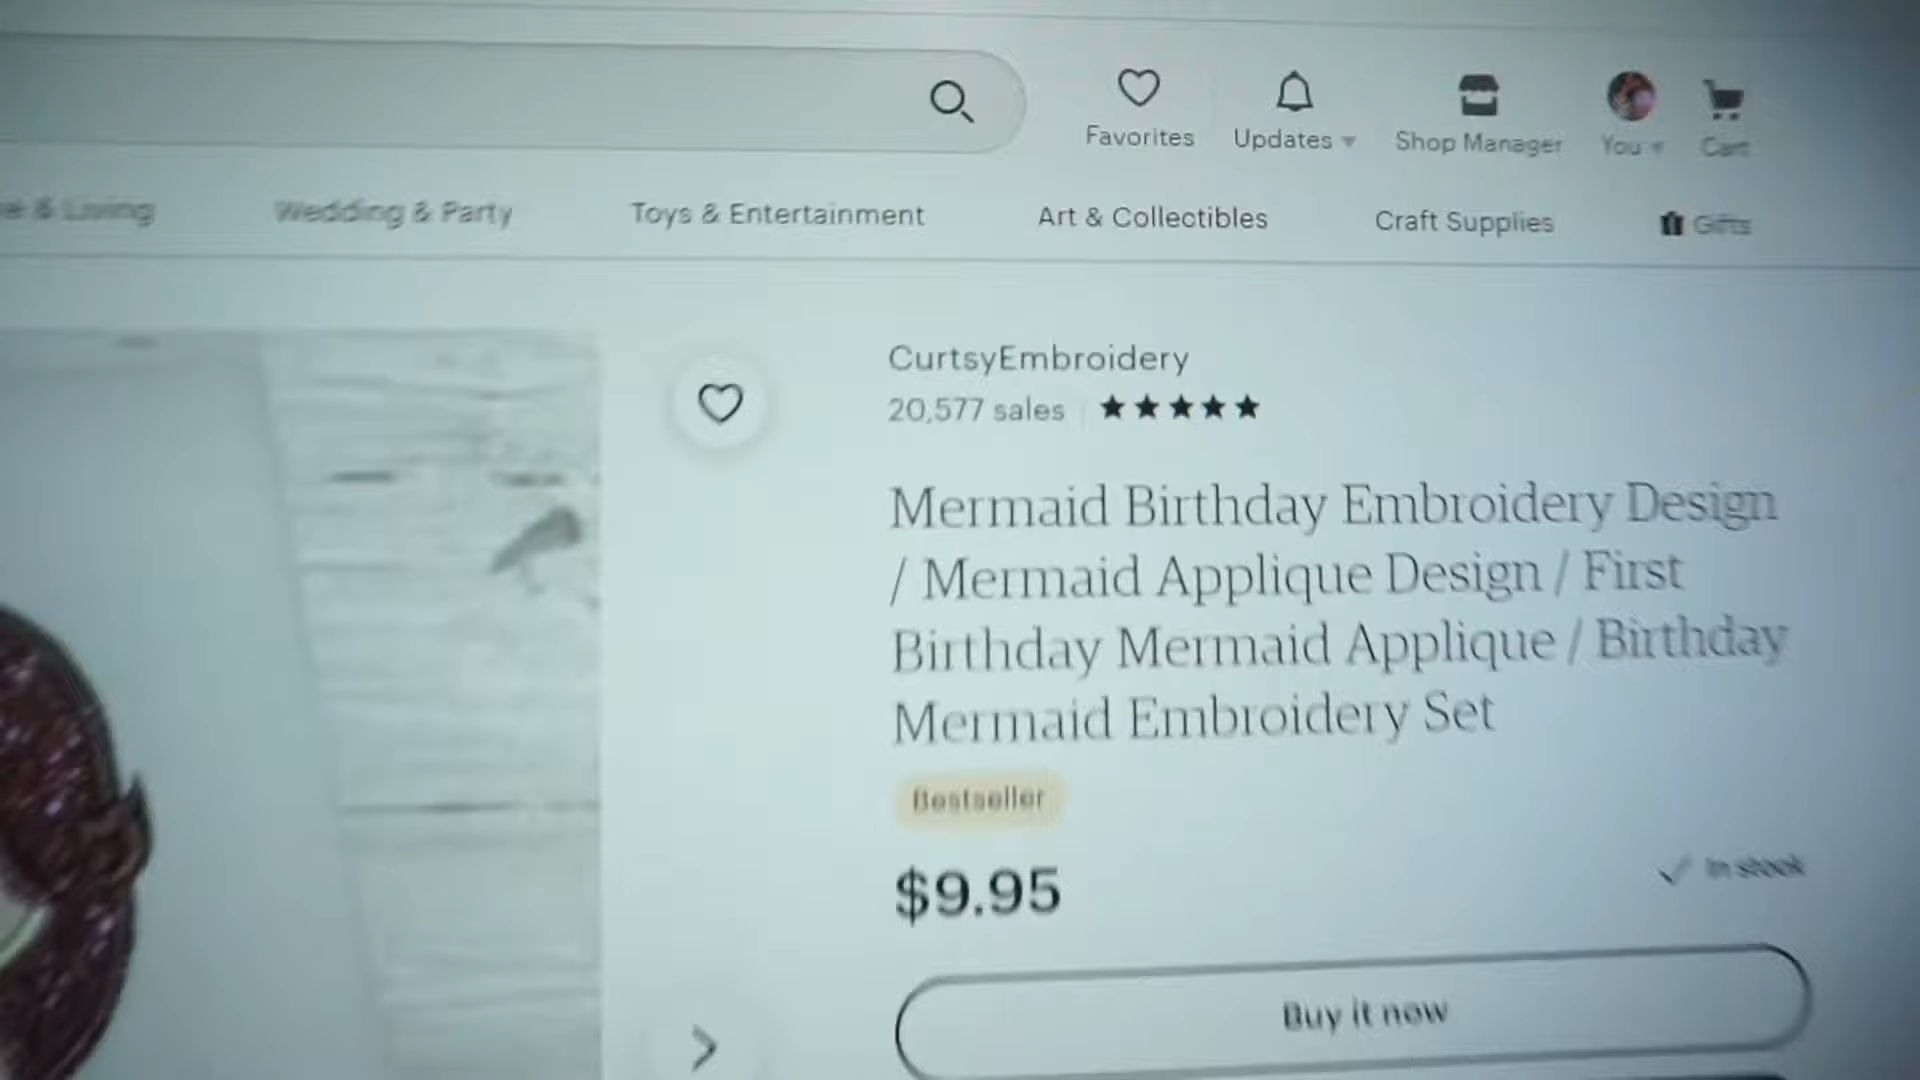 Favorites
Updates
Shop Manager
You
Cart
& Living
Wedding & Party
Toys & Entertainment
Art & Collectibles
Craft Supplies
Gifts
CurtsyEmbroidery
20,577 sales
Mermaid Birthday Embroidery Design
/ Mermaid Applique Design / First
Birthday Mermaid Applique / Birthday
Mermaid Embroidery Set
Bestseller
$9.95
In stock
Buy it now